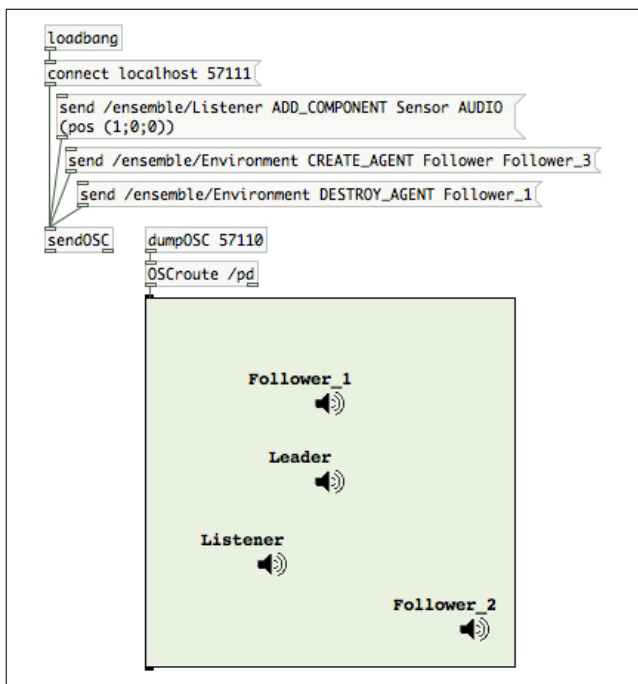 loadbang
connect localhost 57111
send /ensemble/Listener ADD_COMPONENT Sensor AUDIO
(pos (1;0;0))
send /ensemble/Environment CREATE_AGENT Follower Follower_3
send /ensemble/Environment DESTROY_AGENT Follower_1
sendOSC
dumpOSC 57110
OSCroute /pd
Follower_1
Leader
Listener
Follower_2